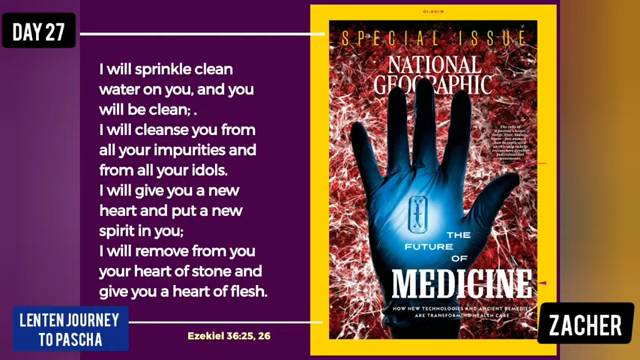 DAY 27
I will sprinkle clean
water on you, and you
will be clean; .
I will cleanse you from
all your impurities and
from all your idols.
I will give you a new
heart and put a new
spirit in you;
I will remove from you
your heart of stone and
give you a heart of flesh.
Ezekiel 36:25, 26
LENTEN JOURNEY
TO PASCHA
01.2019
SPECIAL ISSUE
NATIONAL
GEOGRAPHIC
THE
FUTURE
OF
MEDICINE
HOW NEW TECHNOLOGIES AND ANCIENT REMEDIES
ARE TRANSFORMING HEALTH CARE
ZACHER